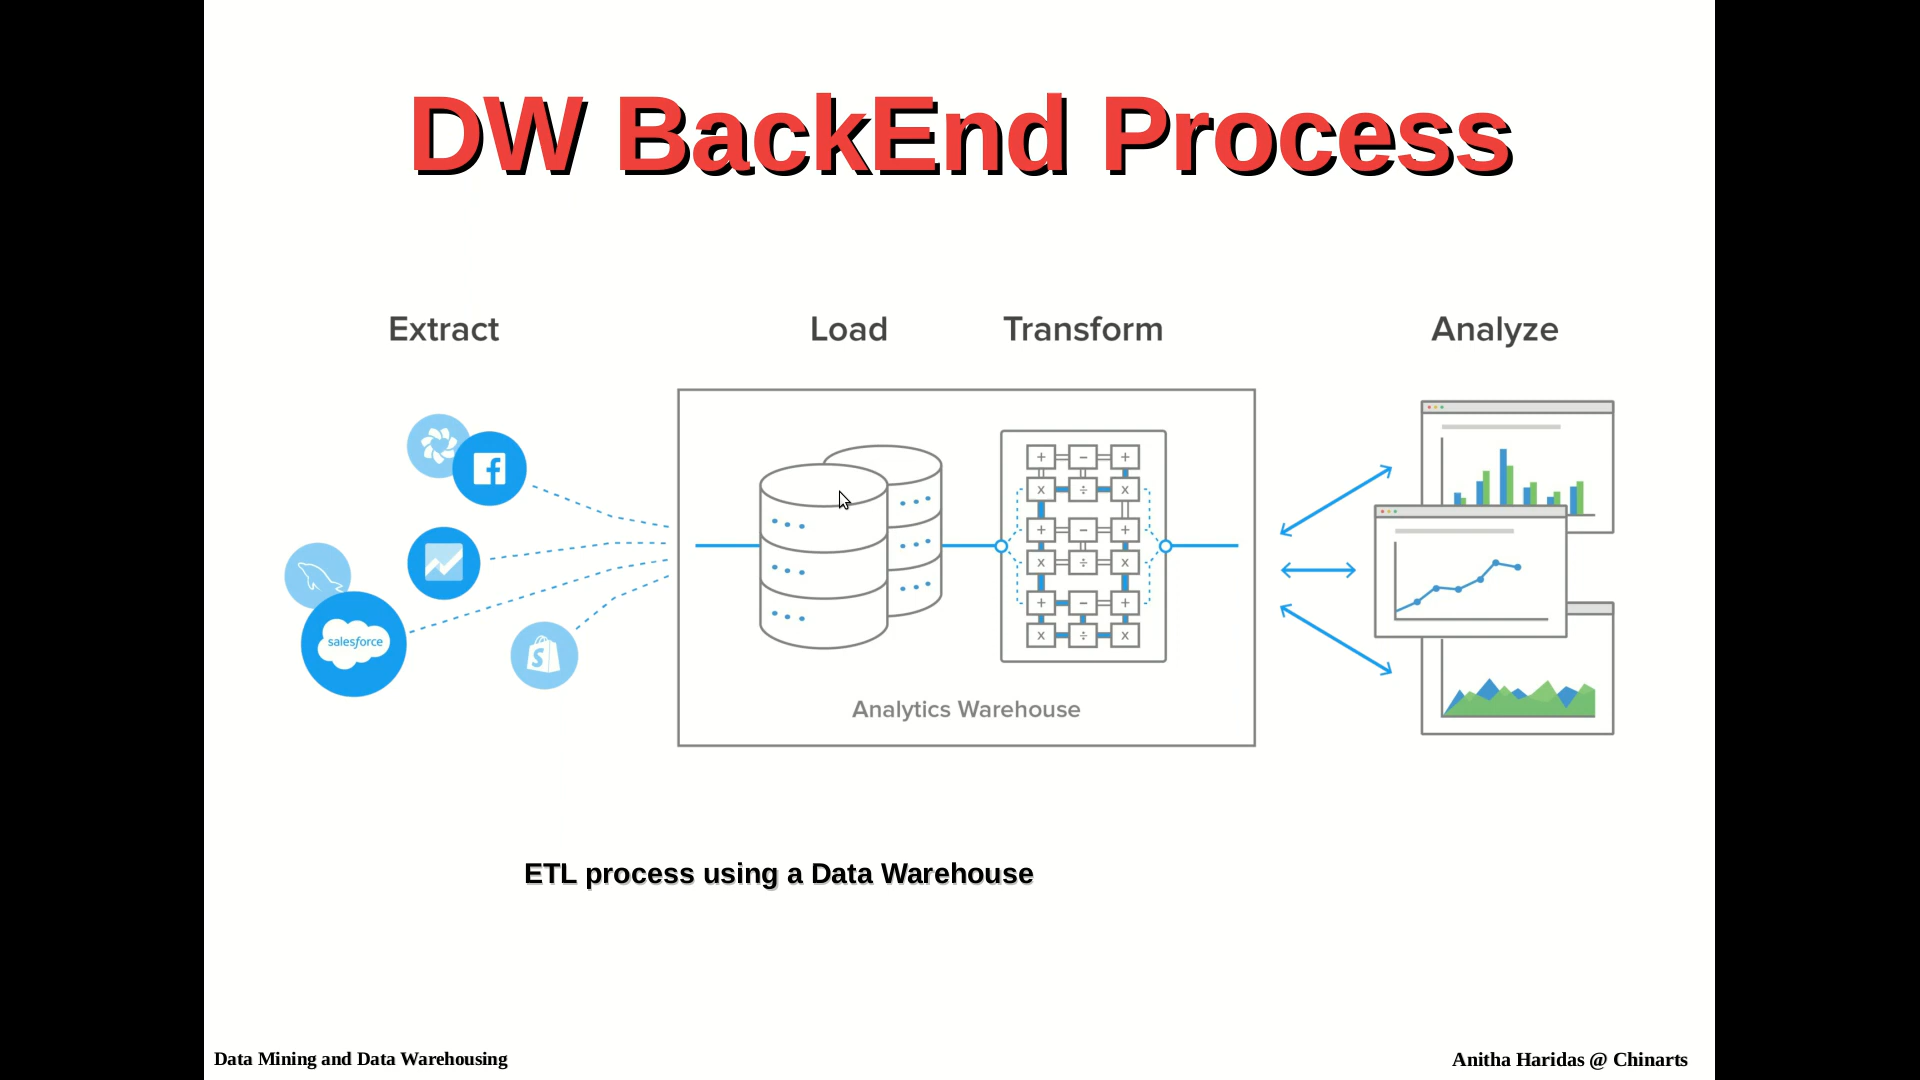 DW BackEnd Process
Extract
Load
Transform
Analyze
+ − +
x ÷ x
+ − +
x ÷ x
+ − +
x ÷ x
salesforce
Analytics Warehouse
ETL process using a Data Warehouse
Data Mining and Data Warehousing
Anitha Haridas @ Chinarts